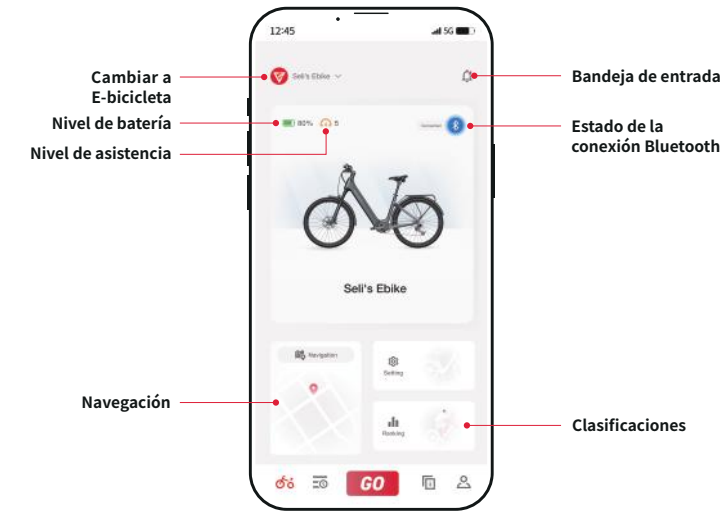 12:45
5G
Seli's Ebike
Cambiar a
E-bicicleta
Bandeja de entrada
Nivel de batería
80%
5
Estado de la
conexión Bluetooth
Nivel de asistencia
Seli's Ebike
Navigation
Setting
Navegación
Ranking
Clasificaciones
GO